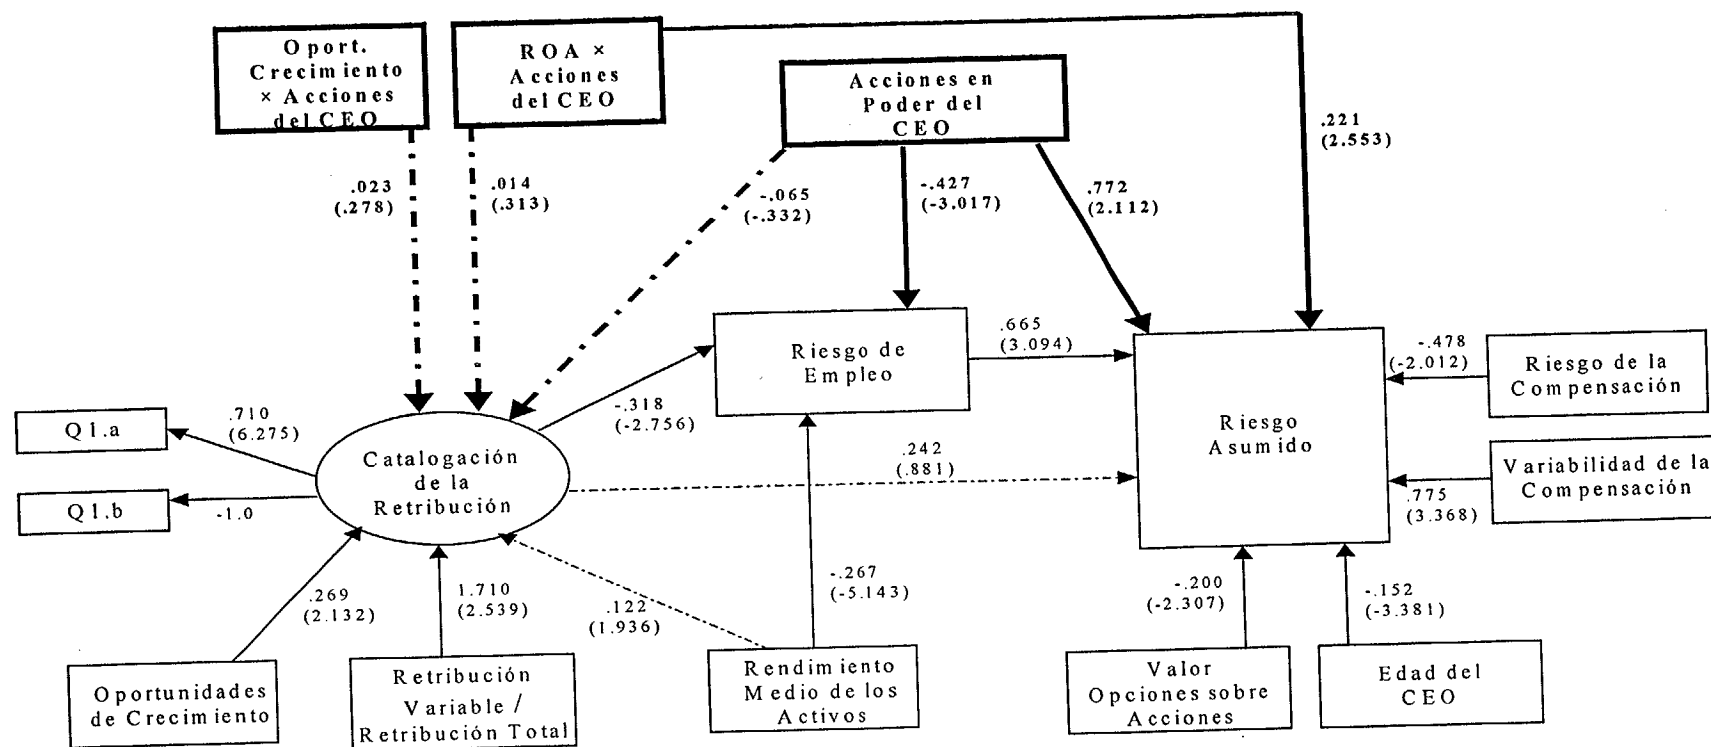 Oport.
Crecimiento
× Acciones
del CEO
ROA ×
Acciones
del CEO
Acciones en
Poder del
CEO
.221
(2.553)
.023
(.278)
.014
(.313)
-.065
(-.332)
-.427
(-3.017)
.772
(2.112)
Riesgo de
Empleo
.665
(3.094)
-.478
(-2.012)
Riesgo de la
Compensación
Q1.a
.710
(6.275)
-.318
(-2.756)
Riesgo
Asumido
Catalogación
de la
Retribución
.242
(.881)
Variabilidad de la
Compensación
.775
(3.368)
Q1.b
-1.0
.269
(2.132)
1.710
(2.539)
.122
(1.936)
-.267
(-5.143)
-.200
(-2.307)
-.152
(-3.381)
Oportunidades
de Crecimiento
Retribución
Variable /
Retribución Total
Rendimiento
Medio de los
Activos
Valor
Opciones sobre
Acciones
Edad del
CEO